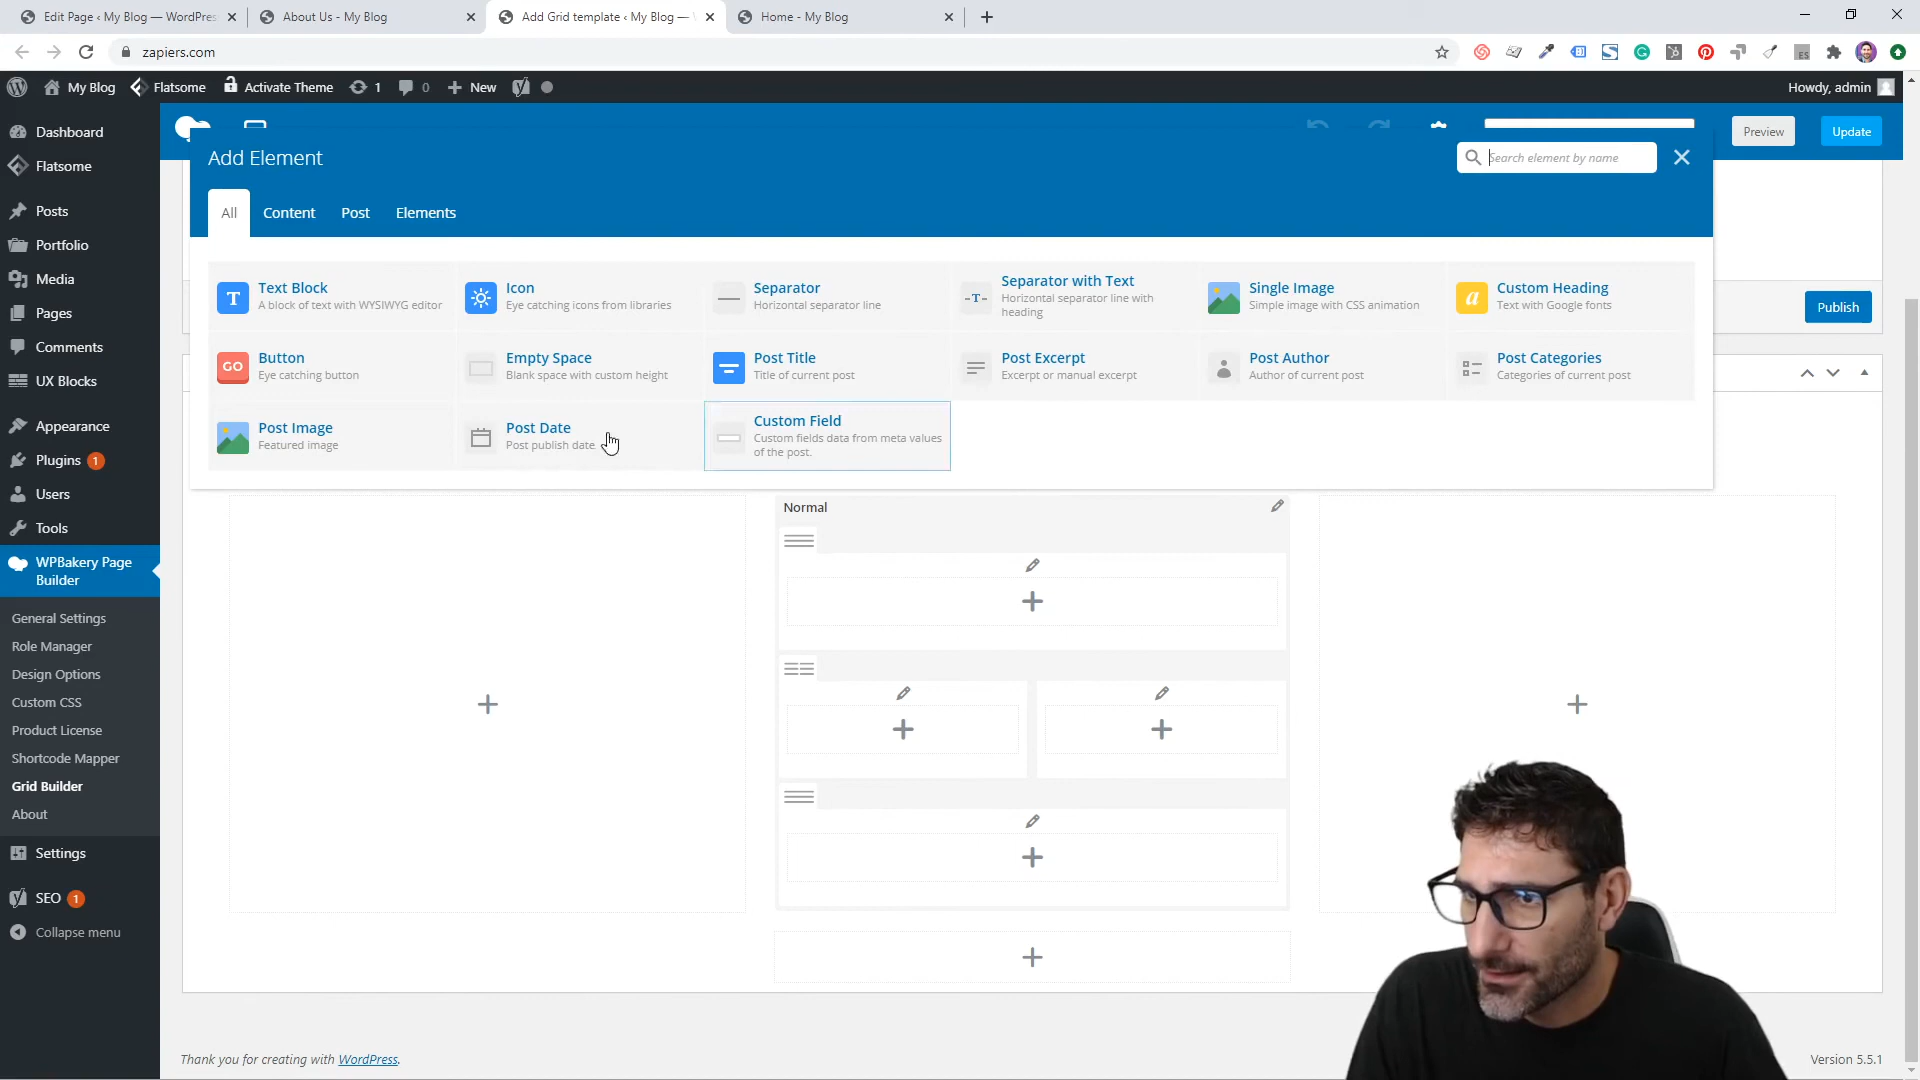 Edit Page ‹ My Blog — WordPres
About Us - My Blog
Add Grid template ‹ My Blog —
Home - My Blog
zapiers.com
My Blog
Flatsome
Activate Theme
1
0
New
Howdy, admin
Dashboard
Flatsome
Posts
Portfolio
Media
Pages
Comments
UX Blocks
Appearance
Plugins 1
Users
Tools
WPBakery Page
Builder
General Settings
Role Manager
Design Options
Custom CSS
Product License
Shortcode Mapper
Grid Builder
About
Settings
SEO 1
Collapse menu
Preview
Update
Add Element
Search element by name
All
Content
Post
Elements
Text Block
A block of text with WYSIWYG editor
Icon
Eye catching icons from libraries
Separator
Horizontal separator line
Separator with Text
Horizontal separator line with
heading
Single Image
Simple image with CSS animation
Custom Heading
Text with Google fonts
GO
Button
Eye catching button
Empty Space
Blank space with custom height
Post Title
Title of current post
Post Excerpt
Excerpt or manual excerpt
Post Author
Author of current post
Post Categories
Categories of current post
Post Image
Featured image
Post Date
Post publish date
Custom Field
Custom fields data from meta values
of the post.
Publish
Normal
Thank you for creating with WordPress.
Version 5.5.1